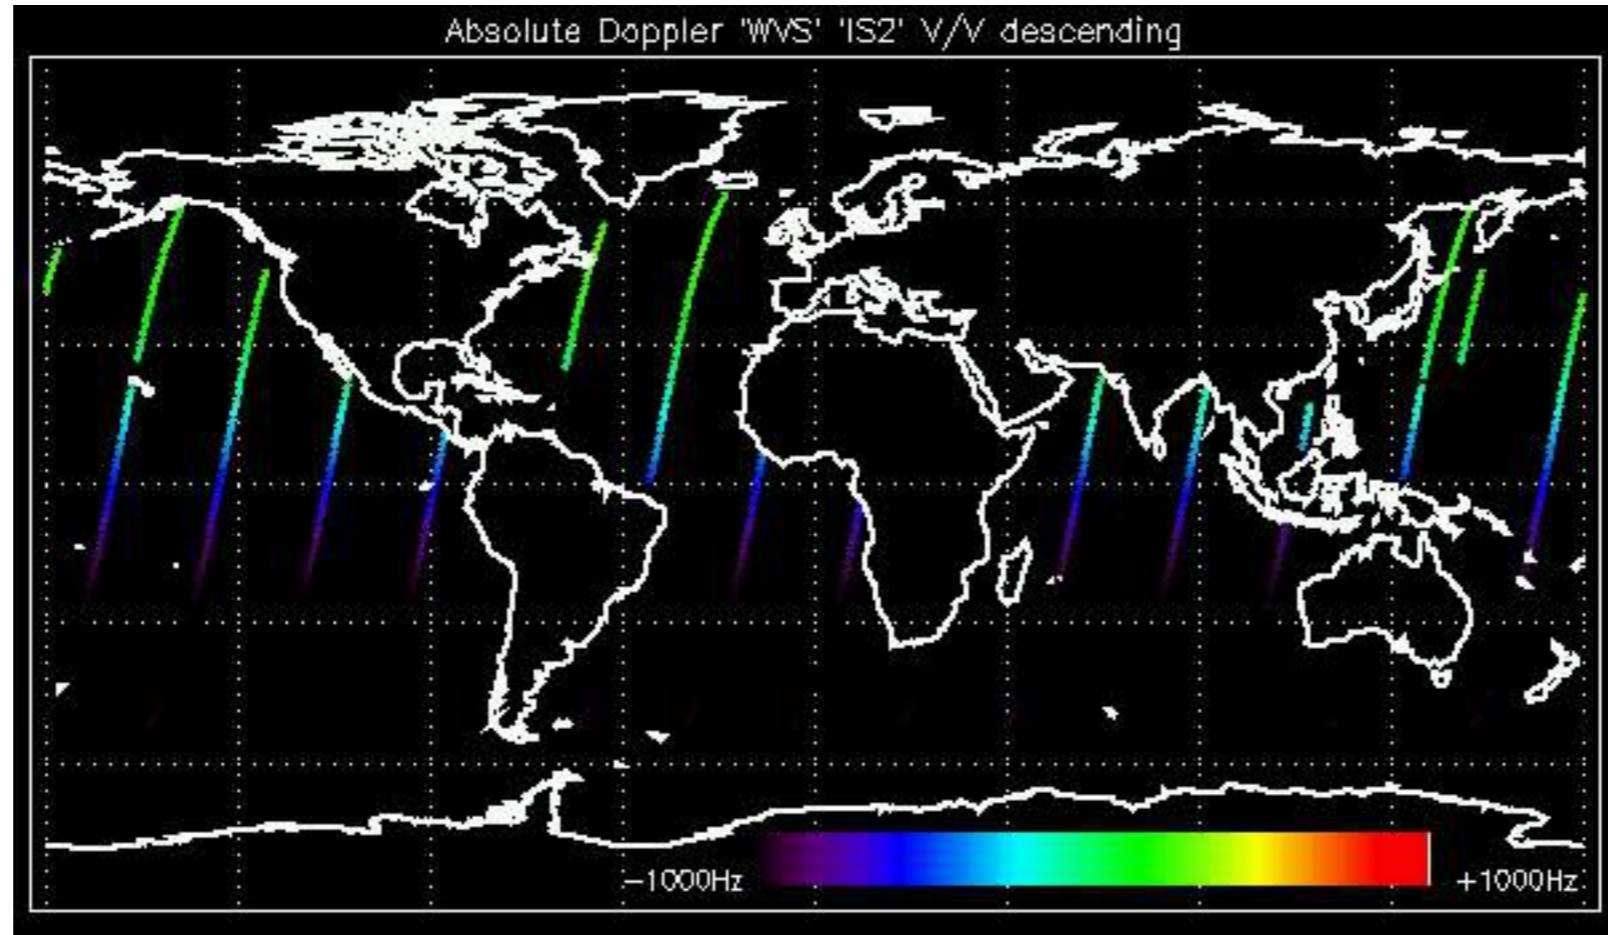 Absolute Doppler 'WVS' 'IS2' V/V descending
−1000Hz +1000Hz